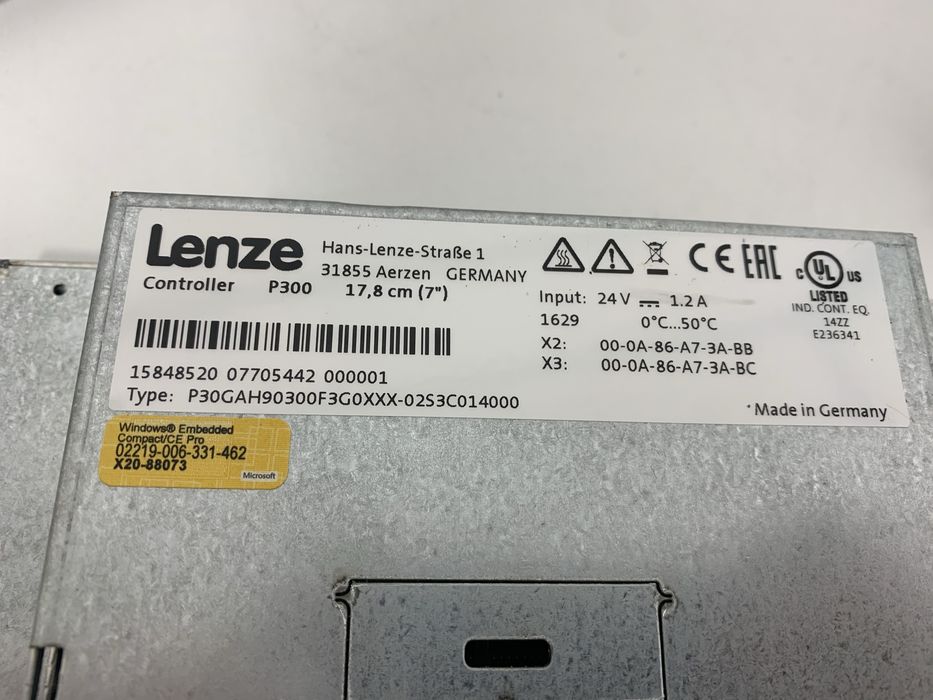 Lenze
Hans-Lenze-Straße 1
31855 Aerzen GERMANY
Controller P300 17,8 cm (7")
Input: 24 V 1.2 A
1629 0°C...50°C
X2: 00-0A-86-A7-3A-BB
X3: 00-0A-86-A7-3A-BC
CE EAC
c UL US
LISTED
IND. CONT. EQ.
14ZZ
E236341
15848520 07705442 000001
Type: P30GAH90300F3G0XXX-02S3C014000
Made in Germany
Windows® Embedded
Compact/CE Pro
02219-006-331-462
X20-88073
Microsoft